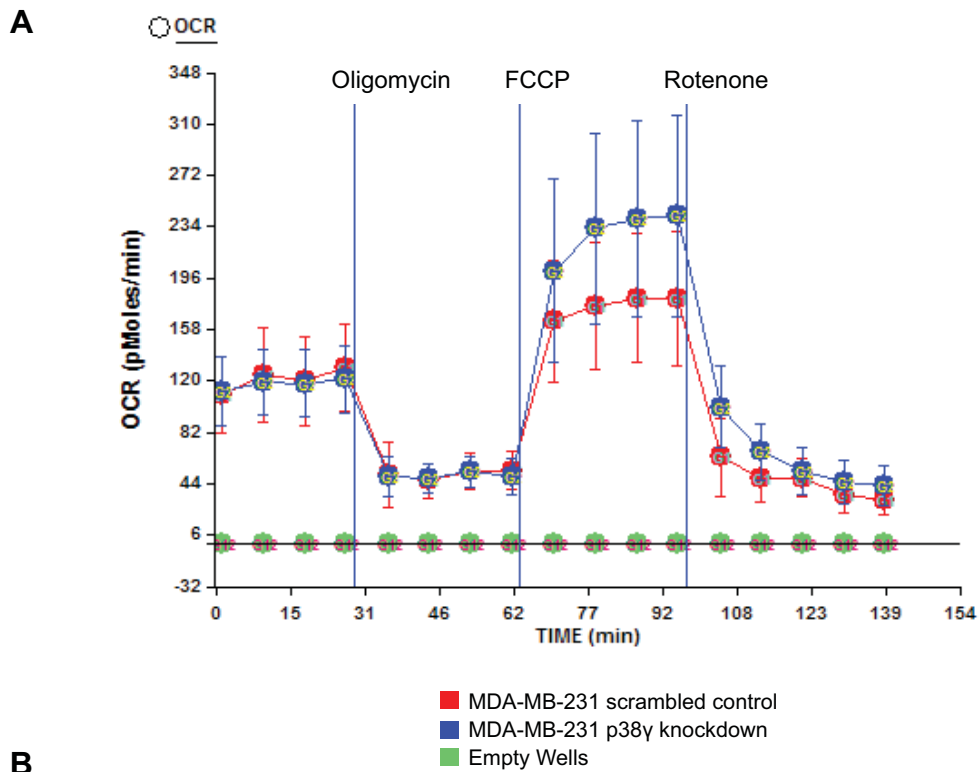 A
OCR
Oligomycin FCCP Rotenone
348
310
272
234
196
158
120
82
44
6
-32
OCR (pMoles/min)
0 15 31 46 62 77 92 108 123 139 154
TIME (min)
MDA-MB-231 scrambled control
MDA-MB-231 p38γ knockdown
Empty Wells
B